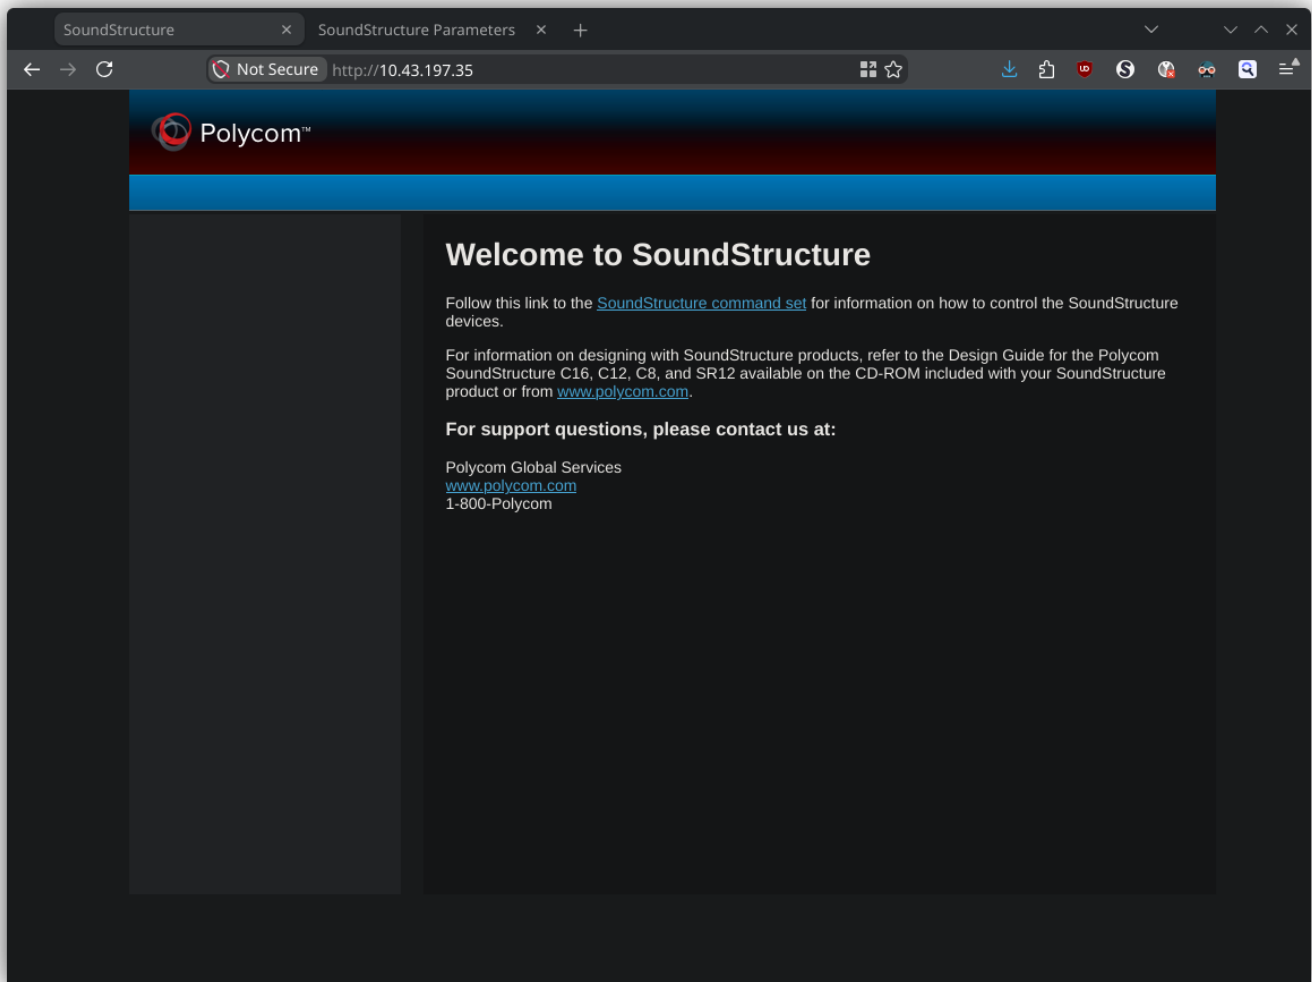 SoundStructure
SoundStructure Parameters
Not Secure http://10.43.197.35
Polycom™
Welcome to SoundStructure
Follow this link to the SoundStructure command set for information on how to control the SoundStructure
devices.
For information on designing with SoundStructure products, refer to the Design Guide for the Polycom
SoundStructure C16, C12, C8, and SR12 available on the CD-ROM included with your SoundStructure
product or from www.polycom.com.
For support questions, please contact us at:
Polycom Global Services
www.polycom.com
1-800-Polycom